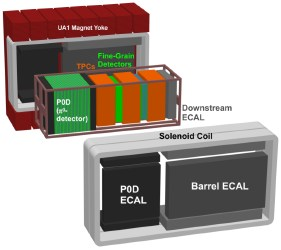 UA1 Magnet Yoke
Fine-Grain
Detectors
TPCs
P0D
(π⁰-
detector)
Downstream
ECAL
Solenoid Coil
P0D
ECAL
Barrel ECAL